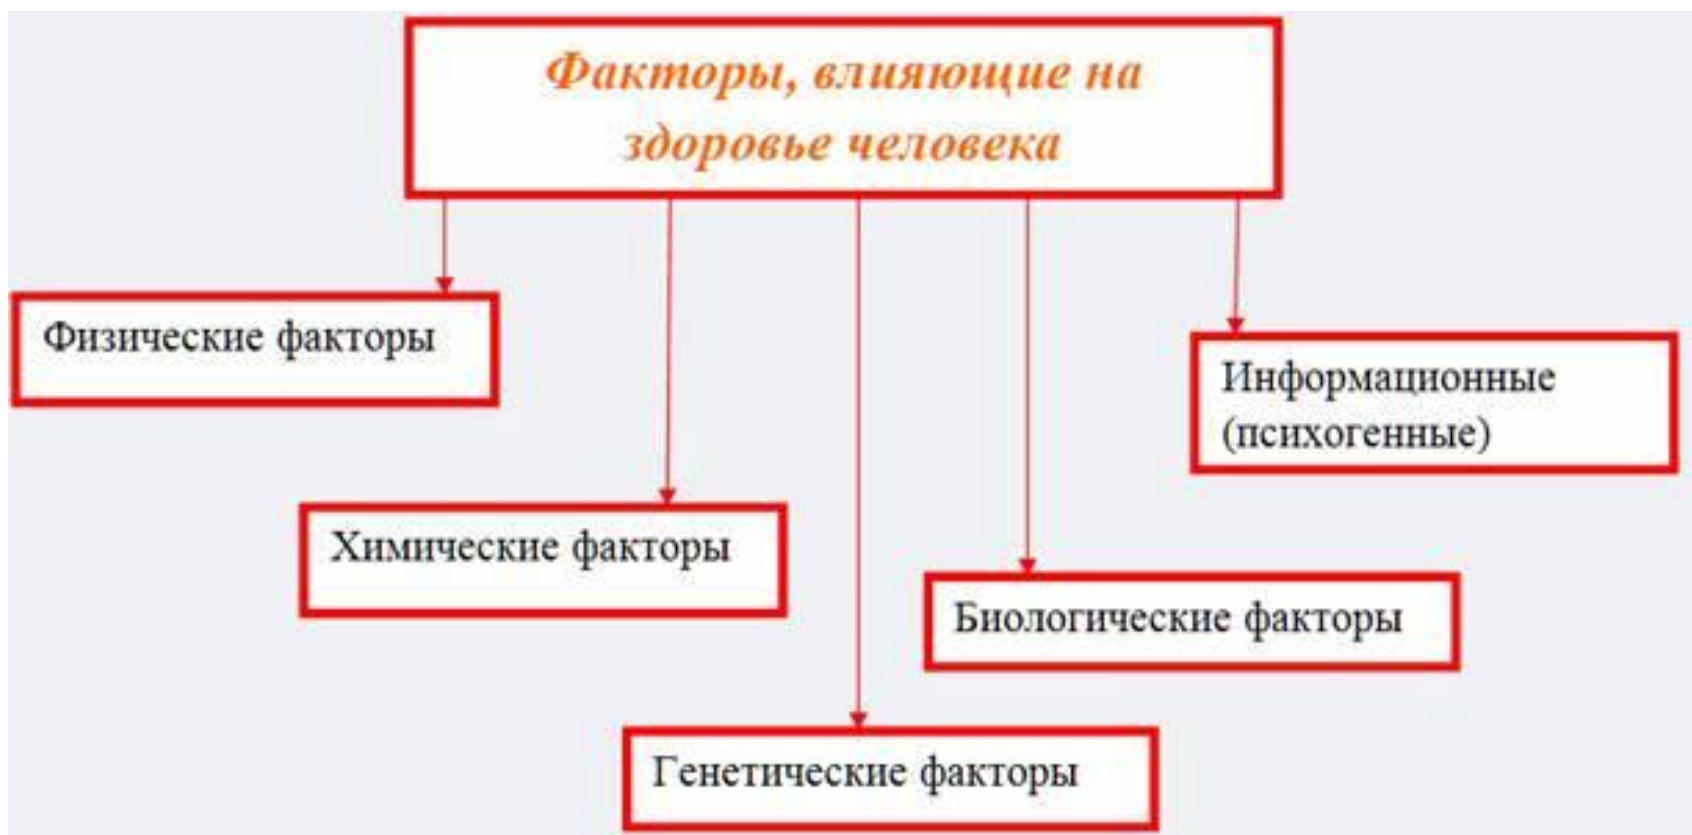 Факторы, влияющие на
здоровье человека
Физические факторы
Химические факторы
Генетические факторы
Биологические факторы
Информационные
(психогенные)